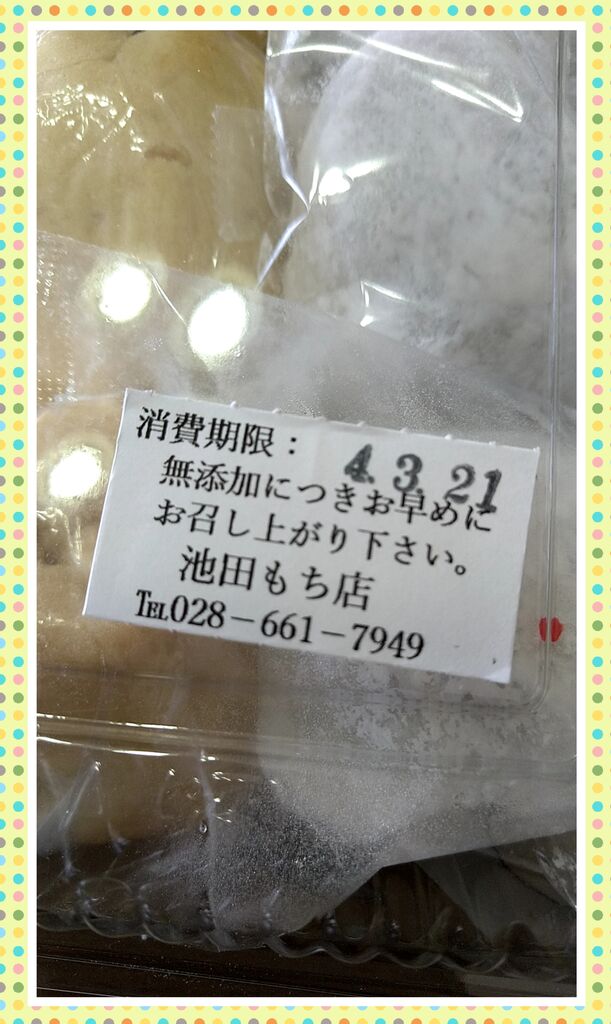 消費期限： 4.3.21
無添加につきお早めに
お召し上がり下さい。
池田もち店
TEL028－661－7949